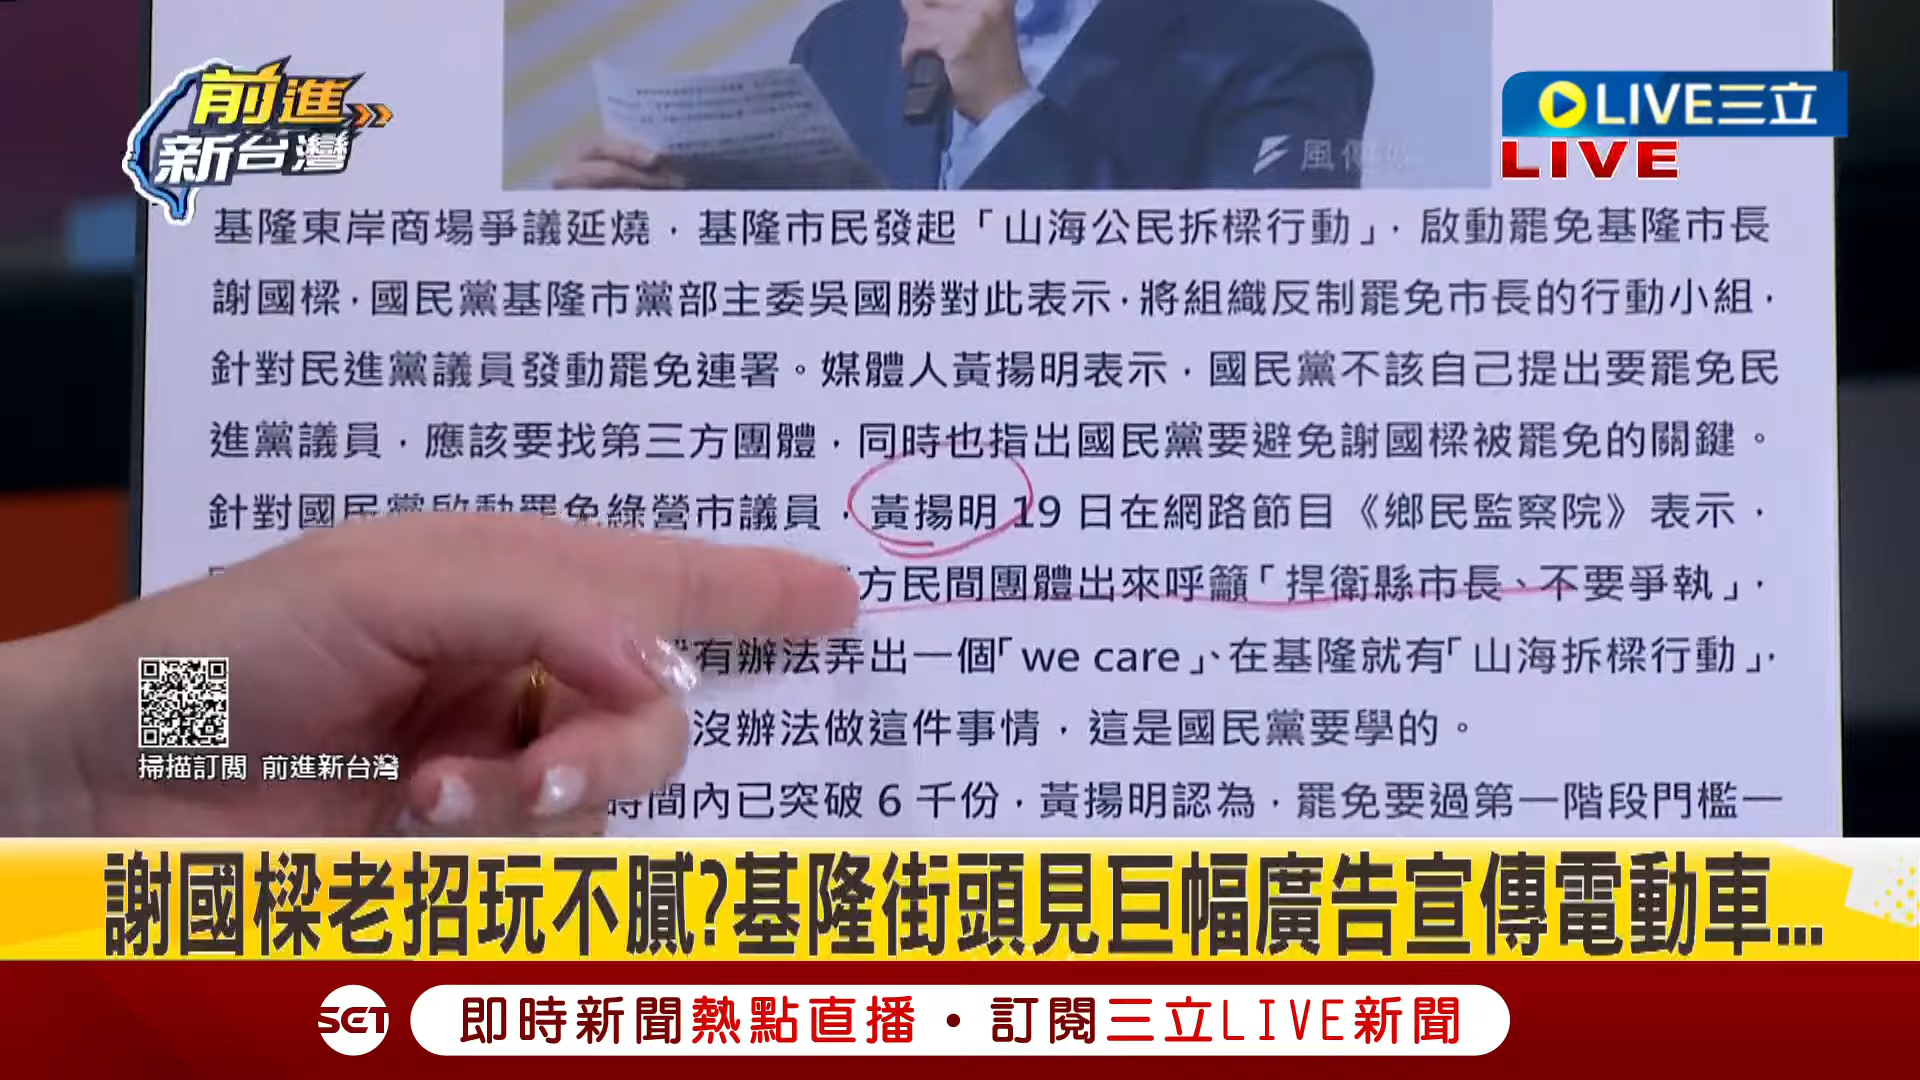 前進
新台灣
LIVE三立
LIVE
風傳媒
基隆東岸商場爭議延燒，基隆市民發起「山海公民拆樑行動」，啟動罷免基隆市長
謝國樑，國民黨基隆市黨部主委吳國勝對此表示，將組織反制罷免市長的行動小組，
針對民進黨議員發動罷免連署。媒體人黃揚明表示，國民黨不該自己提出要罷免民
進黨議員，應該要找第三方團體，同時也指出國民黨要避免謝國樑被罷免的關鍵。
針對國民黨啟動罷免綠營市議員，黃揚明 19 日在網路節目《鄉民監察院》表示，
方民間團體出來呼籲「捍衛縣市長、不要爭執」，
有辦法弄出一個「we care」、在基隆就有「山海拆樑行動」，
沒辦法做這件事情，這是國民黨要學的。
時間內已突破 6 千份，黃揚明認為，罷免要過第一階段門檻一
掃描訂閱 前進新台灣
謝國樑老招玩不膩?基隆街頭見巨幅廣告宣傳電動車...
SET 即時新聞熱點直播・訂閱三立LIVE新聞